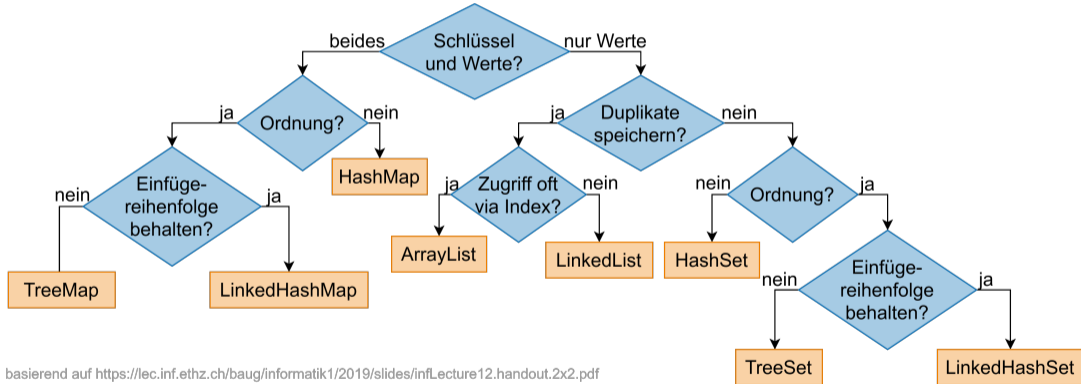 Schlüssel
und Werte?
beides
nur Werte
Ordnung?
ja
nein
Duplikate
speichern?
ja
nein
HashMap
Einfüge-
reihenfolge
behalten?
nein
ja
Zugriff oft
via Index?
ja
nein
Ordnung?
nein
ja
ArrayList
LinkedList
HashSet
TreeMap
LinkedHashMap
Einfüge-
reihenfolge
behalten?
nein
ja
TreeSet
LinkedHashSet
basierend auf https://lec.inf.ethz.ch/baug/informatik1/2019/slides/infLecture12.handout.2x2.pdf